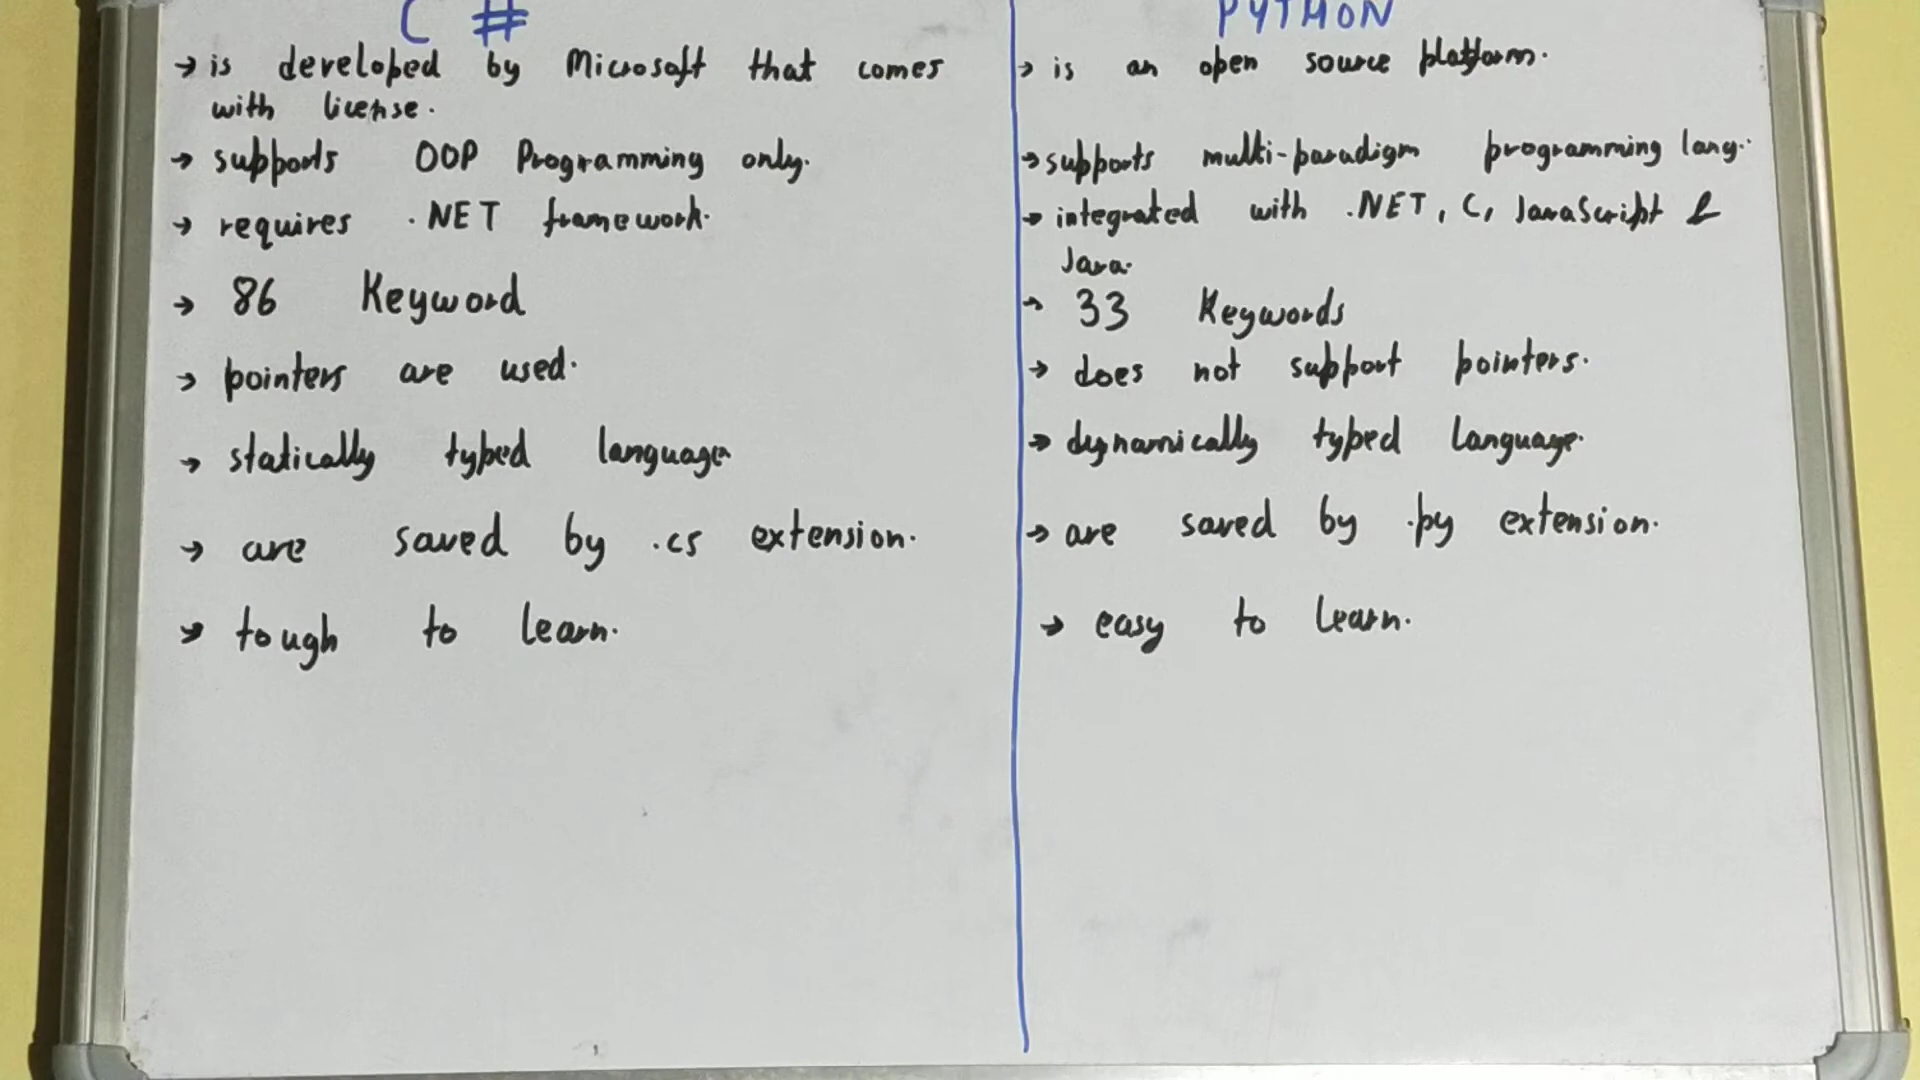 C #
→ is developed by Microsoft that comes
with license.
→ supports OOP Programming only.
→ requires .NET framework.
→ 86 Keyword
→ pointers are used.
→ statically typed language
→ are saved by .cs extension.
→ tough to learn.
PYTHON
→ is an open source platform.
→ supports multi-paradigm programming lang.
→ integrated with .NET, C, JavaScript &
Java.
→ 33 Keywords
→ does not support pointers.
→ dynamically typed language.
→ are saved by .py extension.
→ easy to learn.